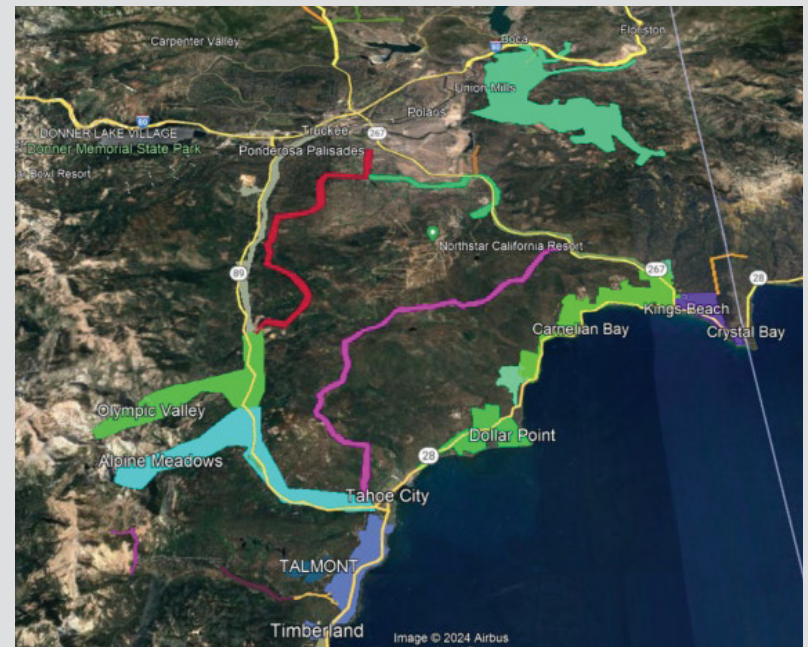 Carpenter Valley
Boca
Floriston
80
Union Mills
Polaris
80
DONNER LAKE VILLAGE
Truckee
267
Donner Memorial State Park
Ponderosa Palisades
Bowl Resort
Northstar California Resort
89
267
28
Kings Beach
Carnelian Bay
Crystal Bay
Olympic Valley
Dollar Point
28
Alpine Meadows
Tahoe City
TALMONT
Timberland
Image © 2024 Airbus